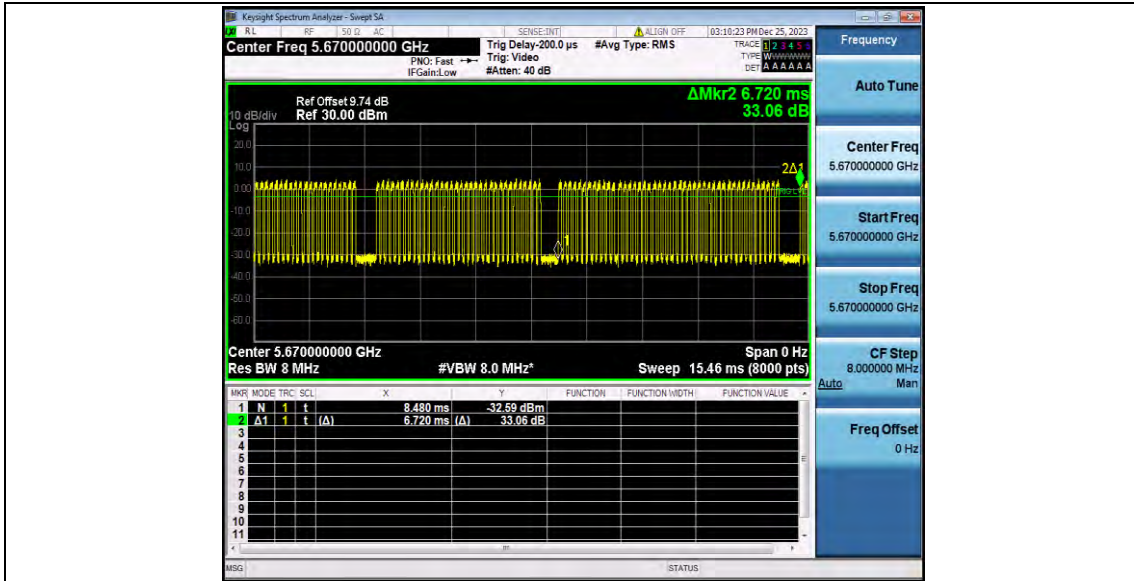 Keysight Spectrum Analyzer - Swept SA
RL RF 50 Ω AC SENSE:INT ALIGN OFF 03:10:23 PM Dec 25, 2023
Center Freq 5.670000000 GHz
PNO: Fast
IFGain:Low
Trig Delay-200.0 µs
Trig: Video
#Atten: 40 dB
#Avg Type: RMS
TRACE 1 2 3 4 5 6
TYPE W
DET A A A A A A
ΔMkr2 6.720 ms
33.06 dB
10 dB/div
Log
Ref Offset 9.74 dB
Ref 30.00 dBm
20.0
10.0
0.00
-10.0
-20.0
-30.0
-40.0
-50.0
-60.0
2Δ1
TRIG LVL
1
Center 5.670000000 GHz Span 0 Hz
Res BW 8 MHz #VBW 8.0 MHz* Sweep 15.46 ms (8000 pts)
MKR MODE TRC SCL X Y FUNCTION FUNCTION WIDTH FUNCTION VALUE
1 N 1 t 8.480 ms -32.59 dBm
2 Δ1 1 t (Δ) 6.720 ms (Δ) 33.06 dB
3
4
5
6
7
8
9
10
11
MSG STATUS
Frequency
Auto Tune
Center Freq
5.670000000 GHz
Start Freq
5.670000000 GHz
Stop Freq
5.670000000 GHz
CF Step
8.000000 MHz
Auto Man
Freq Offset
0 Hz